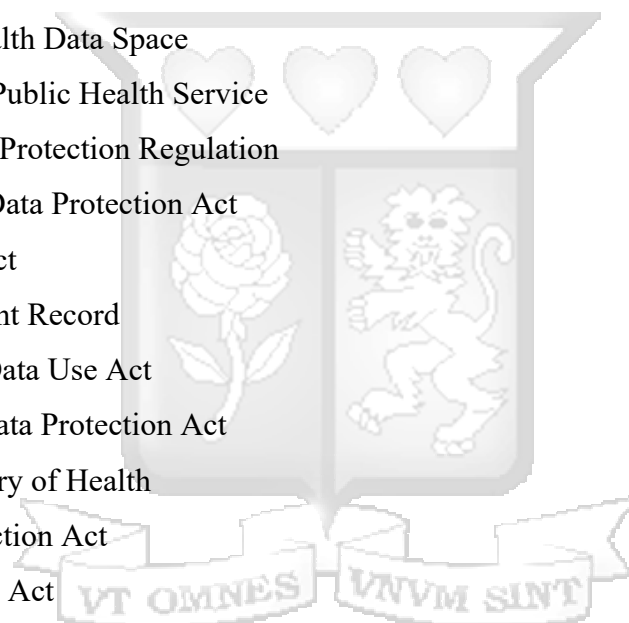 alth Data Space
Public Health Service
Protection Regulation
Data Protection Act
ct
nt Record
Data Use Act
ata Protection Act
ry of Health
ction Act
Act
VT OMNES VNVM SINT